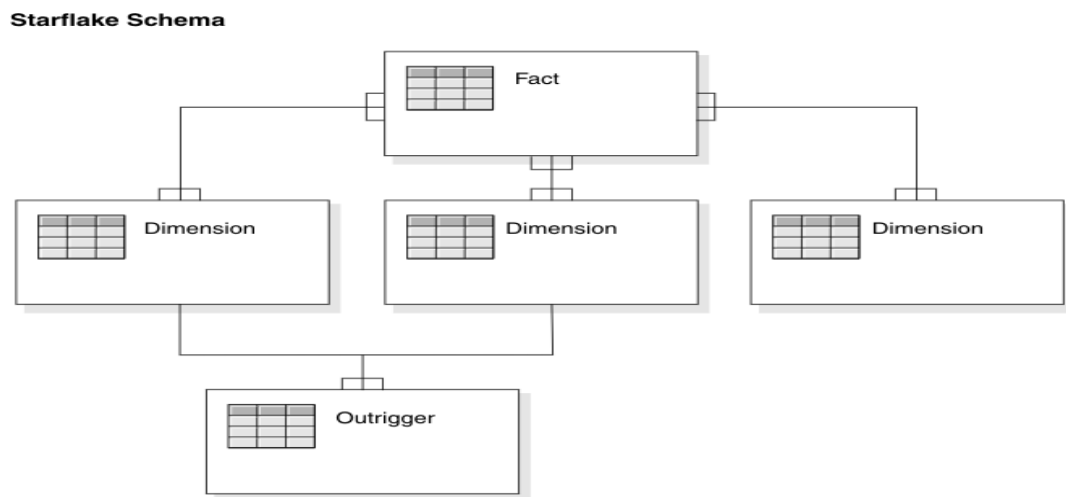 Starflake Schema
Fact
Dimension
Dimension
Dimension
Outrigger